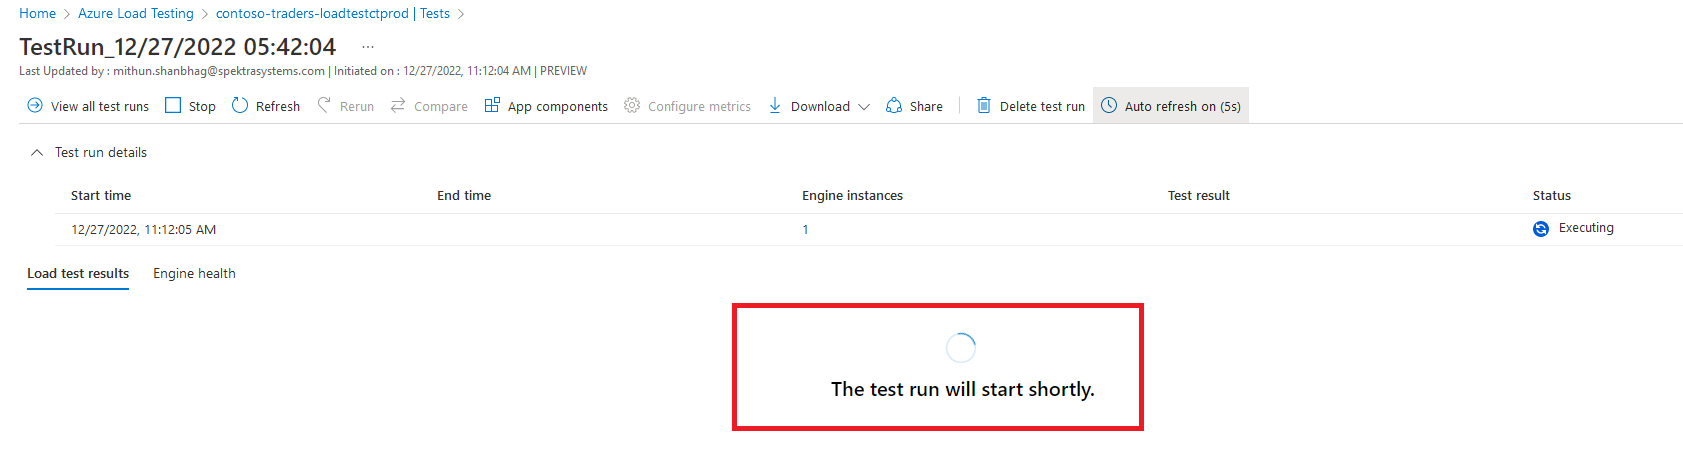 Home > Azure Load Testing > contoso-traders-loadtestctprod | Tests >
TestRun_12/27/2022 05:42:04 ...
Last Updated by : mithun.shanbhag@spektrasystems.com | Initiated on : 12/27/2022, 11:12:04 AM | PREVIEW
View all test runs Stop Refresh Rerun Compare App components Configure metrics Download Share Delete test run Auto refresh on (5s)
Test run details
Start time End time Engine instances Test result Status
12/27/2022, 11:12:05 AM 1 Executing
Load test results Engine health
The test run will start shortly.